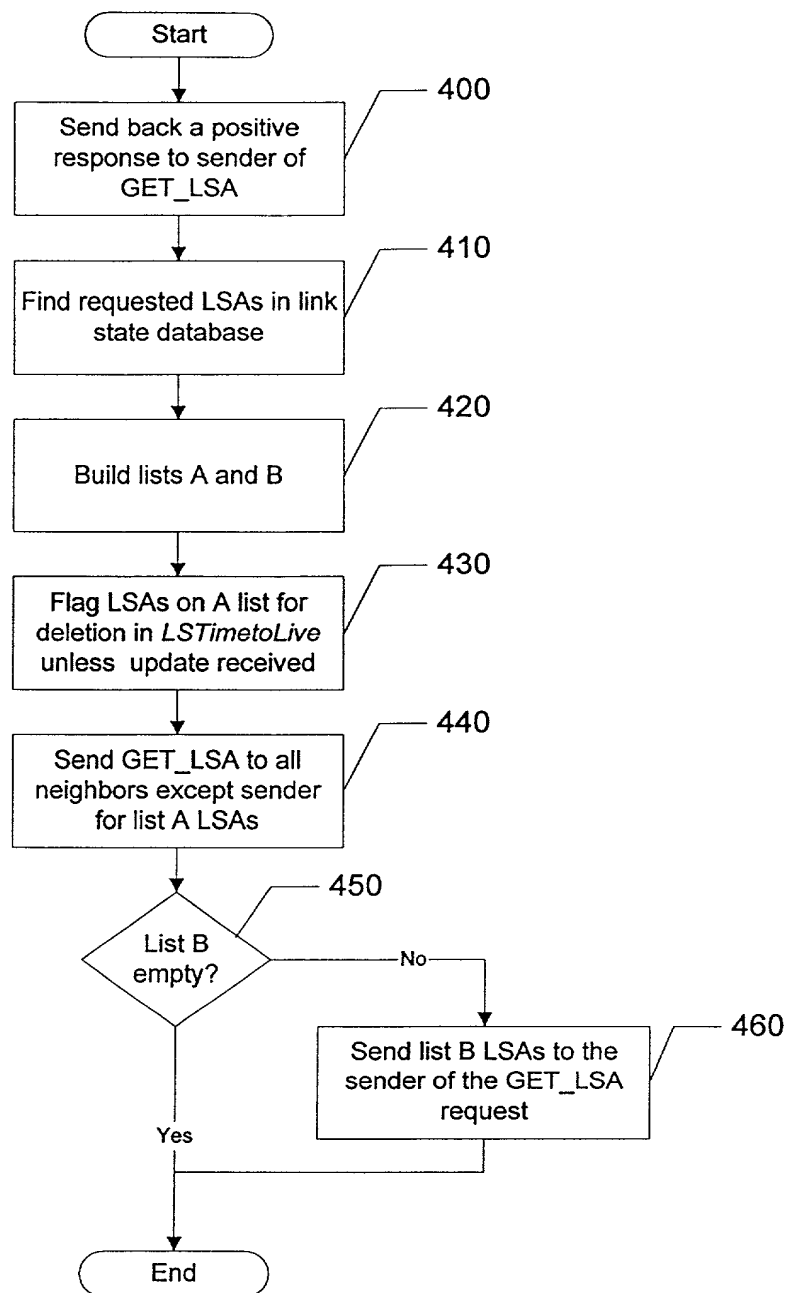 Start
400
Send back a positive
response to sender of
GET_LSA
410
Find requested LSAs in link
state database
420
Build lists A and B
430
Flag LSAs on A list for
deletion in LSTimetoLive
unless update received
440
Send GET_LSA to all
neighbors except sender
for list A LSAs
450
List B
empty?
No
460
Send list B LSAs to the
sender of the GET_LSA
request
Yes
End